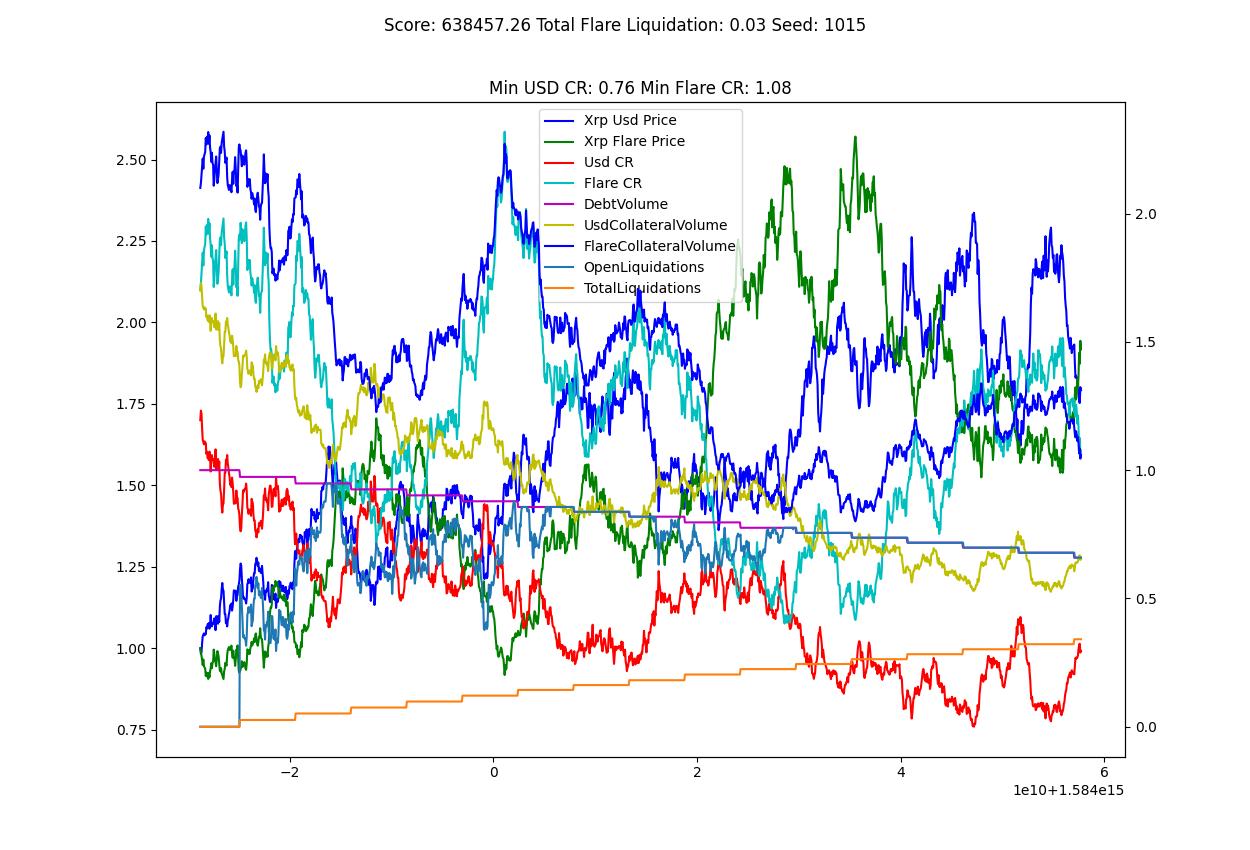 Score: 638457.26 Total Flare Liquidation: 0.03 Seed: 1015
Min USD CR: 0.76 Min Flare CR: 1.08
Xrp Usd Price
Xrp Flare Price
Usd CR
Flare CR
DebtVolume
UsdCollateralVolume
FlareCollateralVolume
OpenLiquidations
TotalLiquidations
2.50
2.25
2.00
1.75
1.50
1.25
1.00
0.75
2.0
1.5
1.0
0.5
0.0
−2
0
2
4
6
1e10+1.584e15